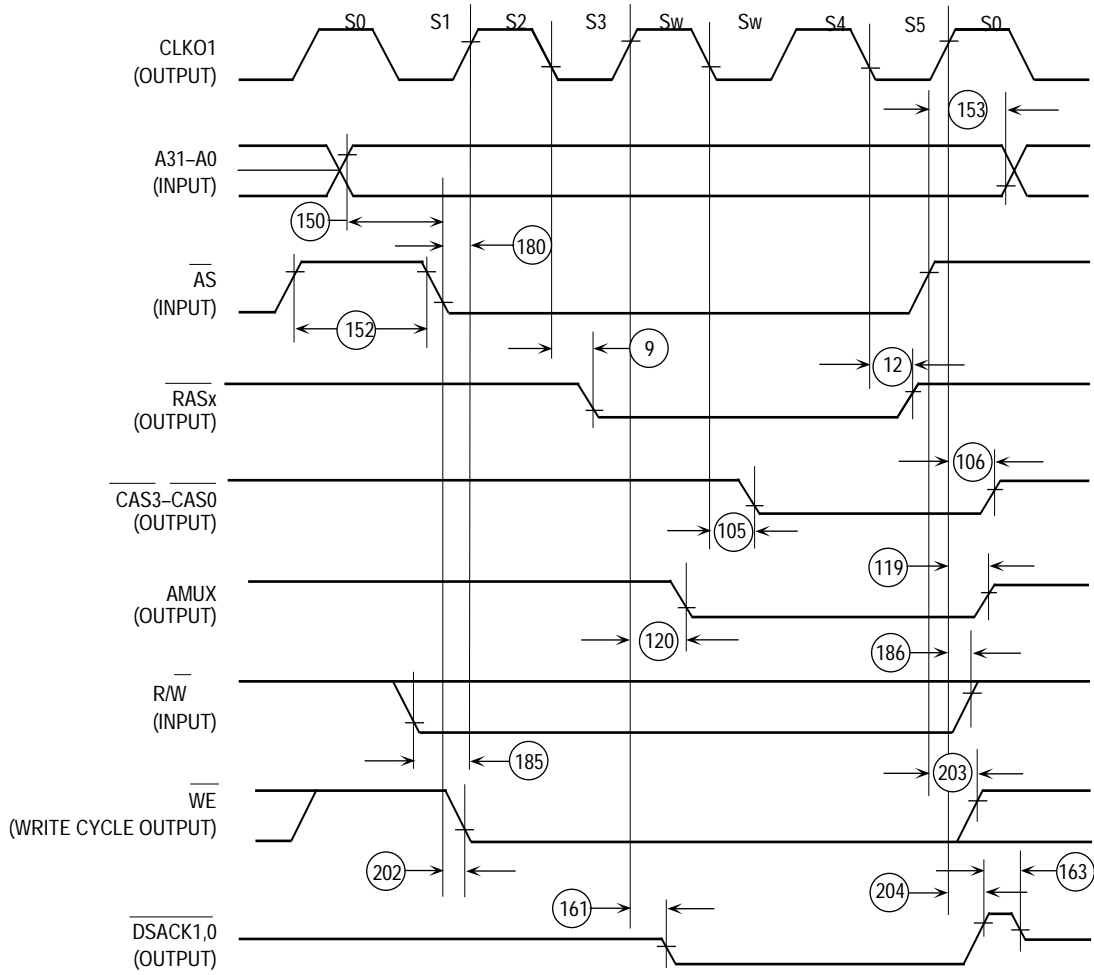 S0 S1 S2 S3 Sw Sw S4 S5 S0
CLKO1
(OUTPUT)
153
A31–A0
(INPUT)
150
180
AS
(INPUT)
152
9
12
RASx
(OUTPUT)
106
CAS3–CAS0
(OUTPUT)
105
119
AMUX
(OUTPUT)
120
186
R/W
(INPUT)
185
203
WE
(WRITE CYCLE OUTPUT)
202
204
163
161
DSACK1,0
(OUTPUT)